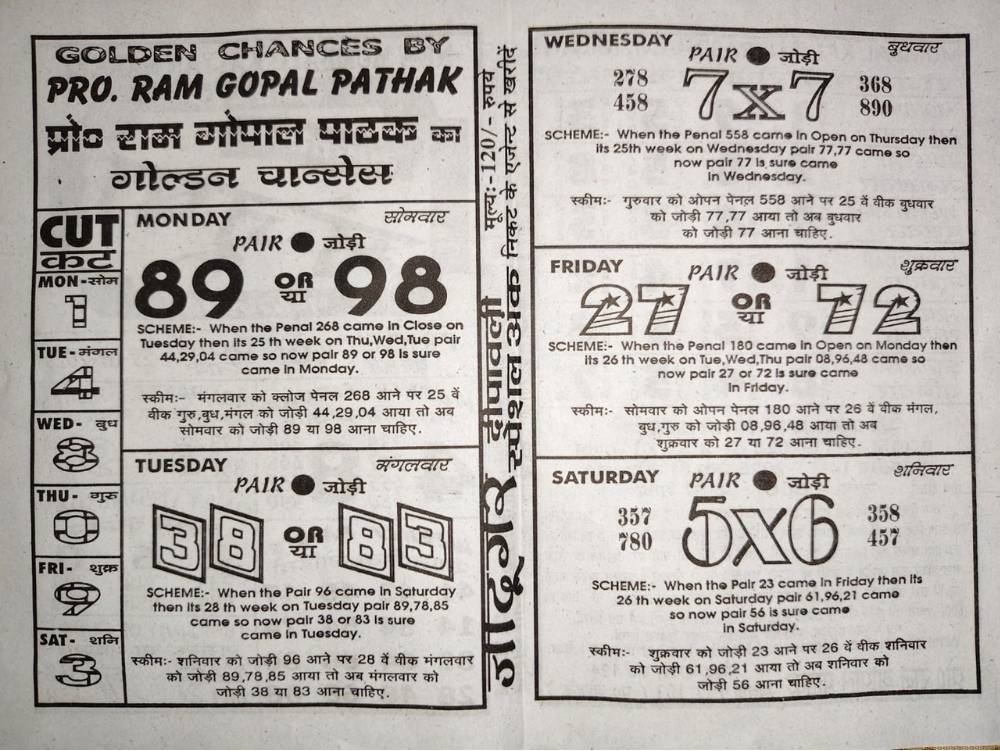 GOLDEN CHANCES BY
PRO. RAM GOPAL PATHAK
प्रो० राम गोपाल पाठक का
गोल्डन चान्सेस
CUT
कट
MON-सोम
1
TUE-मंगल
4
WED- बुध
8
THU- गुरु
0
FRI- शुक्र
9
SAT- शनि
3
MONDAY सोमवार
PAIR ● जोड़ी
89 OR या 98
SCHEME:- When the Penal 268 came in Close on
Tuesday then its 25 th week on Thu,Wed,Tue pair
44,29,04 came so now pair 89 or 98 is sure
came in Monday.
स्कीमः- मंगलवार को क्लोज पेनल 268 आने पर 25 वें
वीक गुरु,बुध,मंगल को जोड़ी 44,29,04 आया तो अब
सोमवार को जोड़ी 89 या 98 आना चाहिए.
TUESDAY मंगलवार
PAIR ● जोड़ी
38 OR या 83
SCHEME:- When the Pair 96 came in Saturday
then its 28 th week on Tuesday pair 89,78,85
came so now pair 38 or 83 is sure
came in Tuesday.
स्कीमः- शनिवार को जोड़ी 96 आने पर 28 वें वीक मंगलवार
को जोड़ी 89,78,85 आया तो अब मंगलवार को
जोड़ी 38 या 83 आना चाहिए.
दीपावली स्पेशल अंक
मूल्यः-120/- रुपये
निकट के एजेन्ट से खरीदें
WEDNESDAY बुधवार
PAIR ● जोड़ी
278 7x7 368
458 890
SCHEME:- When the Penal 558 came in Open on Thursday then
its 25th week on Wednesday pair 77,77 came so
now pair 77 is sure came
in Wednesday.
स्कीमः- गुरुवार को ओपन पेनल 558 आने पर 25 वें वीक बुधवार
को जोड़ी 77,77 आया तो अब बुधवार
को जोड़ी 77 आना चाहिए.
FRIDAY शुक्रवार
PAIR ● जोड़ी
27 OR या 72
SCHEME:- When the Penal 180 came in Open on Monday then
its 26 th week on Tue,Wed,Thu pair 08,96,48 came so
now pair 27 or 72 is sure came
in Friday.
स्कीमः- सोमवार को ओपन पेनल 180 आने पर 26 वें वीक मंगल,
बुध,गुरु को जोड़ी 08,96,48 आया तो अब
शुक्रवार को 27 या 72 आना चाहिए.
SATURDAY शनिवार
PAIR ● जोड़ी
357 5x6 358
780 457
SCHEME:- When the Pair 23 came in Friday then its
26 th week on Saturday pair 61,96,21 came
so now pair 56 is sure came
in Saturday.
स्कीमः- शुक्रवार को जोड़ी 23 आने पर 26 वें वीक शनिवार
को जोड़ी 61,96,21 आया तो अब शनिवार को
जोड़ी 56 आना चाहिए.